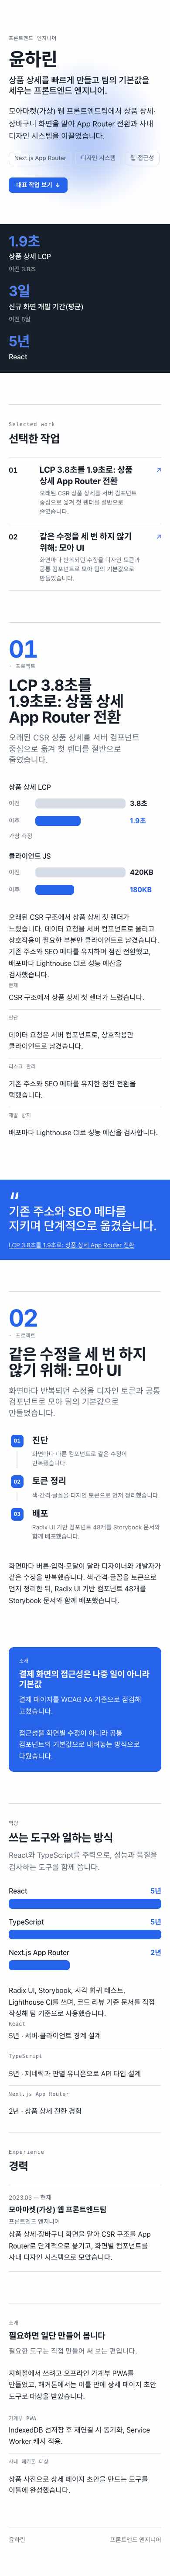 프론트엔드 엔지니어
윤하린
상품 상세를 빠르게 만들고 팀의 기본값을
세우는 프론트엔드 엔지니어.
모아마켓(가상) 웹 프론트엔드팀에서 상품 상세·
장바구니 화면을 맡아 App Router 전환과 사내
디자인 시스템을 이끌었습니다.
Next.js App Router
디자인 시스템
웹 접근성
대표 작업 보기 ↓
1.9초
상품 상세 LCP
이전 3.8초
3일
신규 화면 개발 기간(평균)
이전 5일
5년
React
Selected work
선택한 작업
01
LCP 3.8초를 1.9초로: 상품
상세 App Router 전환
↗
오래된 CSR 상품 상세를 서버 컴포넌트
중심으로 옮겨 첫 렌더를 절반으로
줄였습니다.
02
같은 수정을 세 번 하지 않기
위해: 모아 UI
↗
화면마다 반복되던 수정을 디자인 토큰과
공통 컴포넌트로 모아 팀의 기본값으로
만들었습니다.
01
· 프로젝트
LCP 3.8초를
1.9초로: 상품 상세
App Router 전환
오래된 CSR 상품 상세를 서버 컴포넌트
중심으로 옮겨 첫 렌더를 절반으로
줄였습니다.
상품 상세 LCP
이전 3.8초
이후 1.9초
가상 측정
클라이언트 JS
이전 420KB
이후 180KB
오래된 CSR 구조에서 상품 상세 첫 렌더가
느렸습니다. 데이터 요청을 서버 컴포넌트로 올리고
상호작용이 필요한 부분만 클라이언트로 남겼습니다.
기존 주소와 SEO 메타를 유지하며 점진 전환했고,
배포마다 Lighthouse CI로 성능 예산을
검사했습니다.
문제
CSR 구조에서 상품 상세 첫 렌더가 느렸습니다.
판단
데이터 요청은 서버 컴포넌트로, 상호작용만
클라이언트로 남겼습니다.
리스크 관리
기존 주소와 SEO 메타를 유지한 점진 전환을
택했습니다.
재발 방지
배포마다 Lighthouse CI로 성능 예산을 검사합니다.
“
기존 주소와 SEO 메타를
지키며 단계적으로 옮겼습니다.
LCP 3.8초를 1.9초로: 상품 상세 App Router 전환
02
· 프로젝트
같은 수정을 세 번 하지
않기 위해: 모아 UI
화면마다 반복되던 수정을 디자인 토큰과 공통
컴포넌트로 모아 팀의 기본값으로
만들었습니다.
01
진단
화면마다 다른 컴포넌트로 같은 수정이
반복됐습니다.
02
토큰 정리
색·간격·글꼴을 디자인 토큰으로 먼저 정리했습니다.
03
배포
Radix UI 기반 컴포넌트 48개를 Storybook 문서와
함께 배포했습니다.
화면마다 버튼·입력·모달이 달라 디자이너와 개발자가
같은 수정을 반복했습니다. 색·간격·글꼴을 토큰으로
먼저 정리한 뒤, Radix UI 기반 컴포넌트 48개를
Storybook 문서와 함께 배포했습니다.
소개
결제 화면의 접근성은 나중 일이 아니라
기본값
결제 페이지를 WCAG AA 기준으로 점검해
고쳤습니다.
접근성을 화면별 수정이 아니라 공통
컴포넌트의 기본값으로 내려놓는 방식으로
다뤘습니다.
역량
쓰는 도구와 일하는 방식
React와 TypeScript를 주력으로, 성능과 품질을
검사하는 도구를 함께 씁니다.
React 5년
TypeScript 5년
Next.js App Router 2년
Radix UI, Storybook, 시각 회귀 테스트,
Lighthouse CI를 쓰며, 코드 리뷰 기준 문서를 직접
작성해 팀 기준으로 사용했습니다.
React
5년 · 서버·클라이언트 경계 설계
TypeScript
5년 · 제네릭과 판별 유니온으로 API 타입 설계
Next.js App Router
2년 · 상품 상세 전환 경험
Experience
경력
2023.03 — 현재
모아마켓(가상) 웹 프론트엔드팀
프론트엔드 엔지니어
상품 상세·장바구니 화면을 맡아 CSR 구조를 App
Router로 단계적으로 옮기고, 화면별 컴포넌트를
사내 디자인 시스템으로 모았습니다.
소개
필요하면 일단 만들어 봅니다
필요한 도구는 직접 만들어 써 보는 편입니다.
지하철에서 쓰려고 오프라인 가계부 PWA를
만들었고, 해커톤에서는 이틀 만에 상세 페이지 초안
도구로 대상을 받았습니다.
가계부 PWA
IndexedDB 선저장 후 재연결 시 동기화, Service
Worker 캐시 적용.
사내 해커톤 대상
상품 사진으로 상세 페이지 초안을 만드는 도구를
이틀에 완성했습니다.
윤하린
프론트엔드 엔지니어